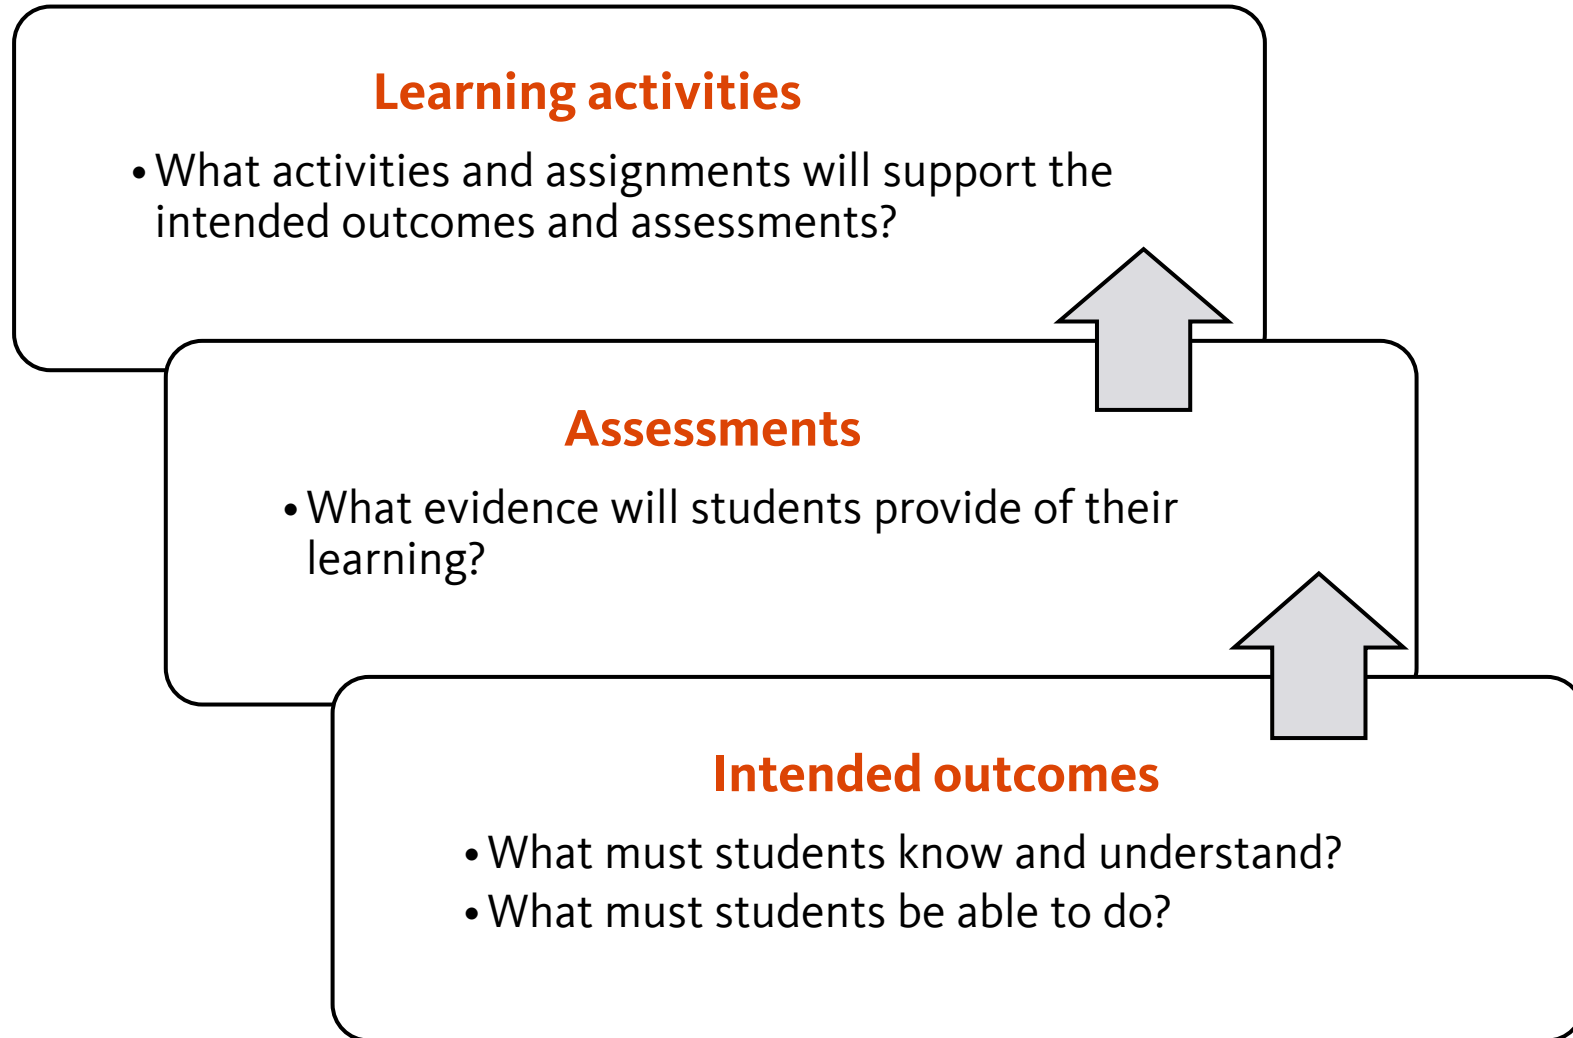 Learning activities
• What activities and assignments will support the
intended outcomes and assessments?
Assessments
• What evidence will students provide of their
learning?
Intended outcomes
• What must students know and understand?
• What must students be able to do?